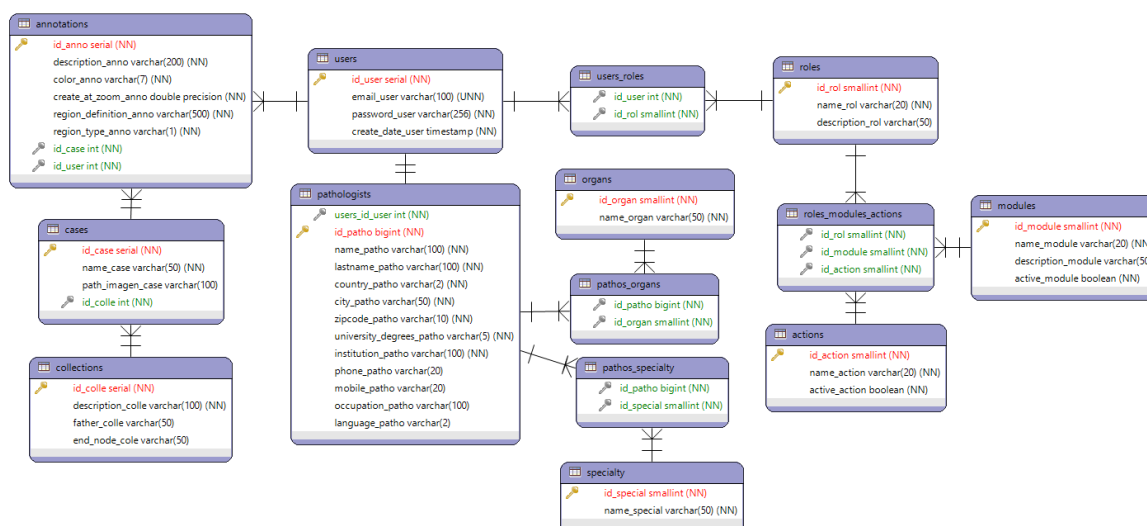 annotations
id_anno serial (NN)
description_anno varchar(200) (NN)
color_anno varchar(7) (NN)
create_at_zoom_anno double precision (NN)
region_definition_anno varchar(500) (NN)
region_type_anno varchar(1) (NN)
id_case int (NN)
id_user int (NN)
users
id_user serial (NN)
email_user varchar(100) (UNN)
password_user varchar(256) (NN)
create_date_user timestamp (NN)
users_roles
id_user int (NN)
id_rol smallint (NN)
roles
id_rol smallint (NN)
name_rol varchar(20) (NN)
description_rol varchar(50)
cases
id_case serial (NN)
name_case varchar(50) (NN)
path_imagen_case varchar(100)
id_colle int (NN)
pathologists
users_id_user int (NN)
id_patho bigint (NN)
name_patho varchar(100) (NN)
lastname_patho varchar(100) (NN)
country_patho varchar(2) (NN)
city_patho varchar(50) (NN)
zipcode_patho varchar(10) (NN)
university_degrees_patho varchar(5) (NN)
institution_patho varchar(100) (NN)
phone_patho varchar(20)
mobile_patho varchar(20)
occupation_patho varchar(100)
language_patho varchar(2)
organs
id_organ smallint (NN)
name_organ varchar(50) (NN)
roles_modules_actions
id_rol smallint (NN)
id_module smallint (NN)
id_action smallint (NN)
modules
id_module smallint (NN)
name_module varchar(20) (NN)
description_module varchar(50
active_module boolean (NN)
pathos_organs
id_patho bigint (NN)
id_organ smallint (NN)
collections
id_colle serial (NN)
description_colle varchar(100) (NN)
father_colle varchar(50)
end_node_cole varchar(50)
pathos_specialty
id_patho bigint (NN)
id_special smallint (NN)
actions
id_action smallint (NN)
name_action varchar(20) (NN)
active_action boolean (NN)
specialty
id_special smallint (NN)
name_special varchar(50) (NN)